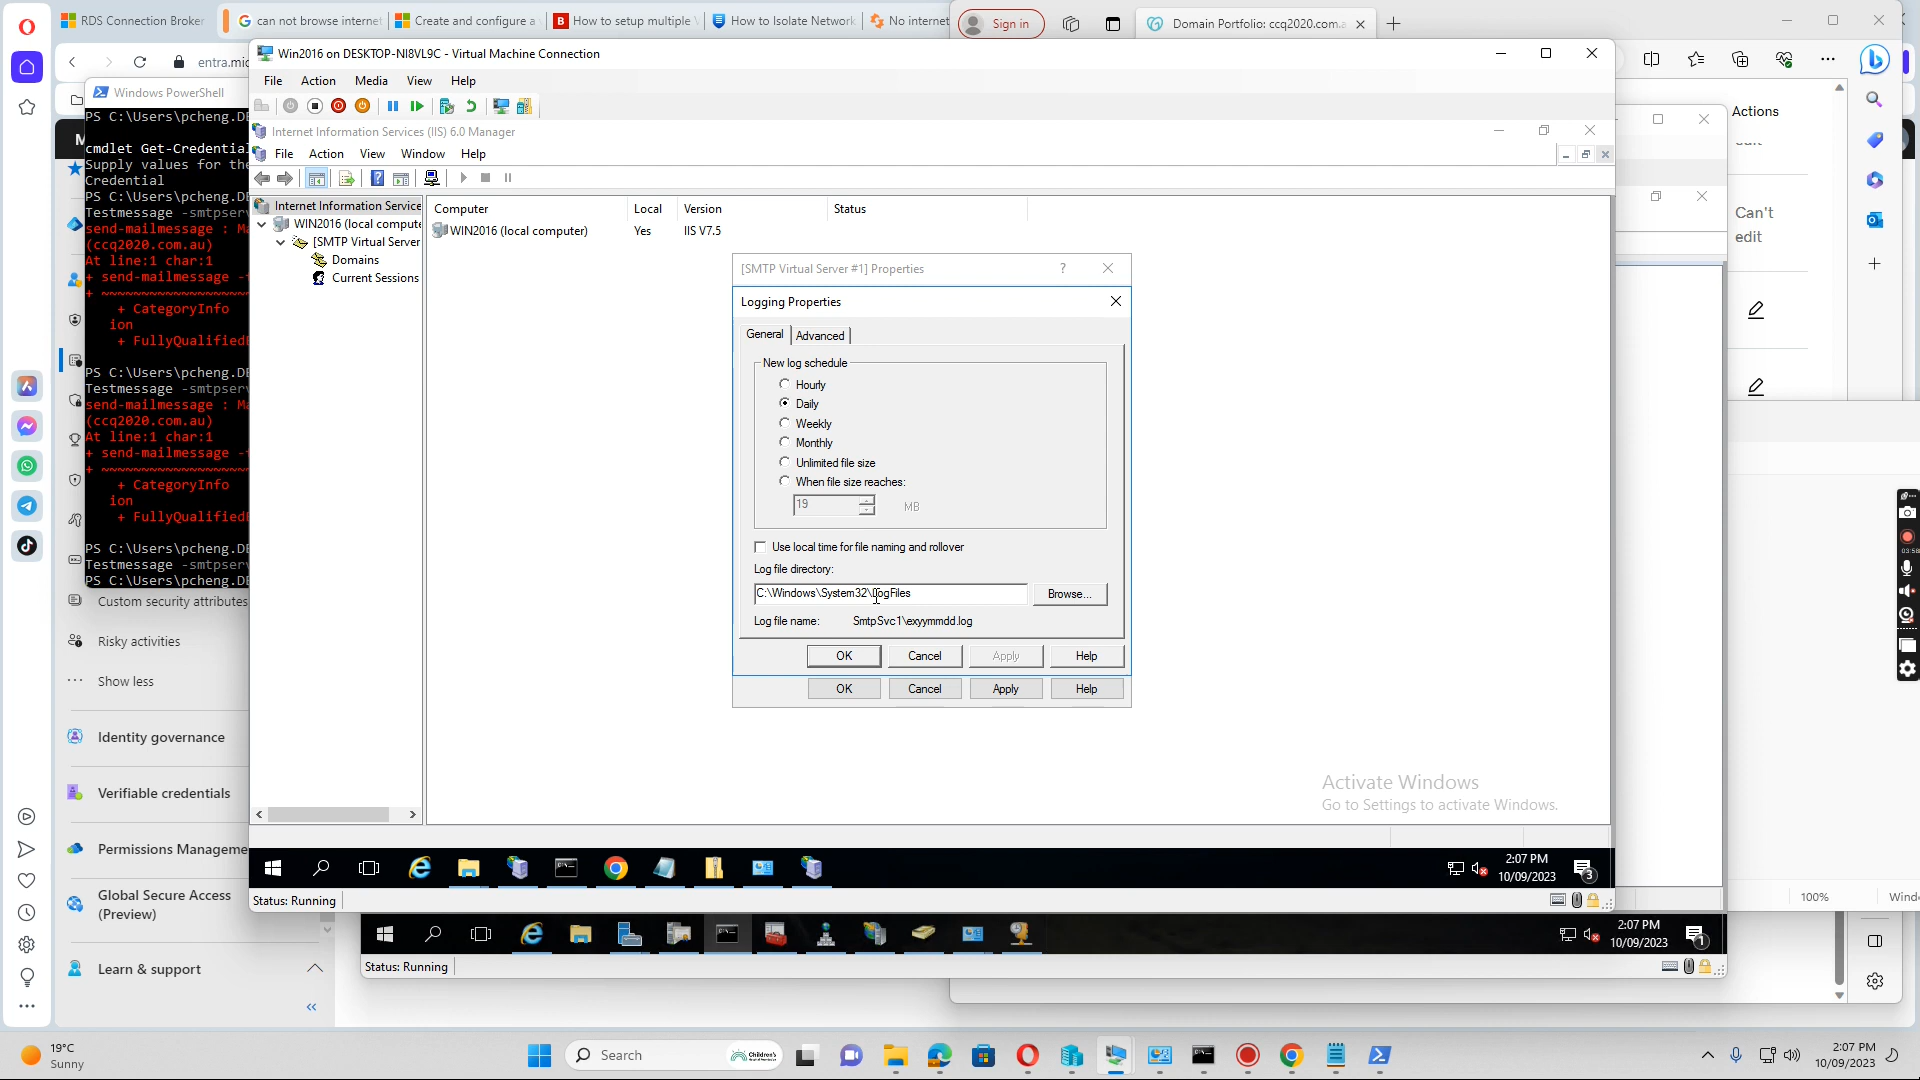 RDS Connection Broker
can not browse internet
Create and configure a
How to setup multiple
How to Isolate Network
No internet
Sign in
Domain Portfolio: ccq2020.com.a
entra.mic
Win2016 on DESKTOP-NI8VL9C - Virtual Machine Connection
File Action Media View Help
Windows PowerShell
Internet Information Services (IIS) 6.0 Manager
File Action View Window Help
PS C:\Users\pcheng.DE
cmdlet Get-Credential
Supply values for the
Credential
PS C:\Users\pcheng.DE
Testmessage -smtpserv
send-mailmessage : Ma
(ccq2020.com.au)
At line:1 char:1
+ send-mailmessage -t
+ ~~~~~~~~~~~~~~~~~~~
+ CategoryInfo
ion
+ FullyQualifiedE
PS C:\Users\pcheng.DE
Testmessage -smtpserv
send-mailmessage : Ma
(ccq2020.com.au)
At line:1 char:1
+ send-mailmessage -t
+ ~~~~~~~~~~~~~~~~~~~
+ CategoryInfo
ion
+ FullyQualifiedE
PS C:\Users\pcheng.DE
Testmessage -smtpserv
PS C:\Users\pcheng.DE
Custom security attributes
Risky activities
Show less
Identity governance
Verifiable credentials
Permissions Manageme
Global Secure Access
(Preview)
Learn & support
Internet Information Service
WIN2016 (local compute
[SMTP Virtual Server
Domains
Current Sessions
Computer Local Version Status
WIN2016 (local computer) Yes IIS V7.5
[SMTP Virtual Server #1] Properties
Logging Properties
General Advanced
New log schedule
Hourly
Daily
Weekly
Monthly
Unlimited file size
When file size reaches:
19 MB
Use local time for file naming and rollover
Log file directory:
C:\Windows\System32\LogFiles Browse...
Log file name: SmtpSvc1\exyymmdd.log
OK Cancel Apply Help
OK Cancel Apply Help
Activate Windows
Go to Settings to activate Windows.
Actions
Can't
edit
03:58
2:07 PM
10/09/2023
3
Status: Running
100% Wind
2:07 PM
10/09/2023
1
Status: Running
19°C
Sunny
Search
Children's
2:07 PM
10/09/2023